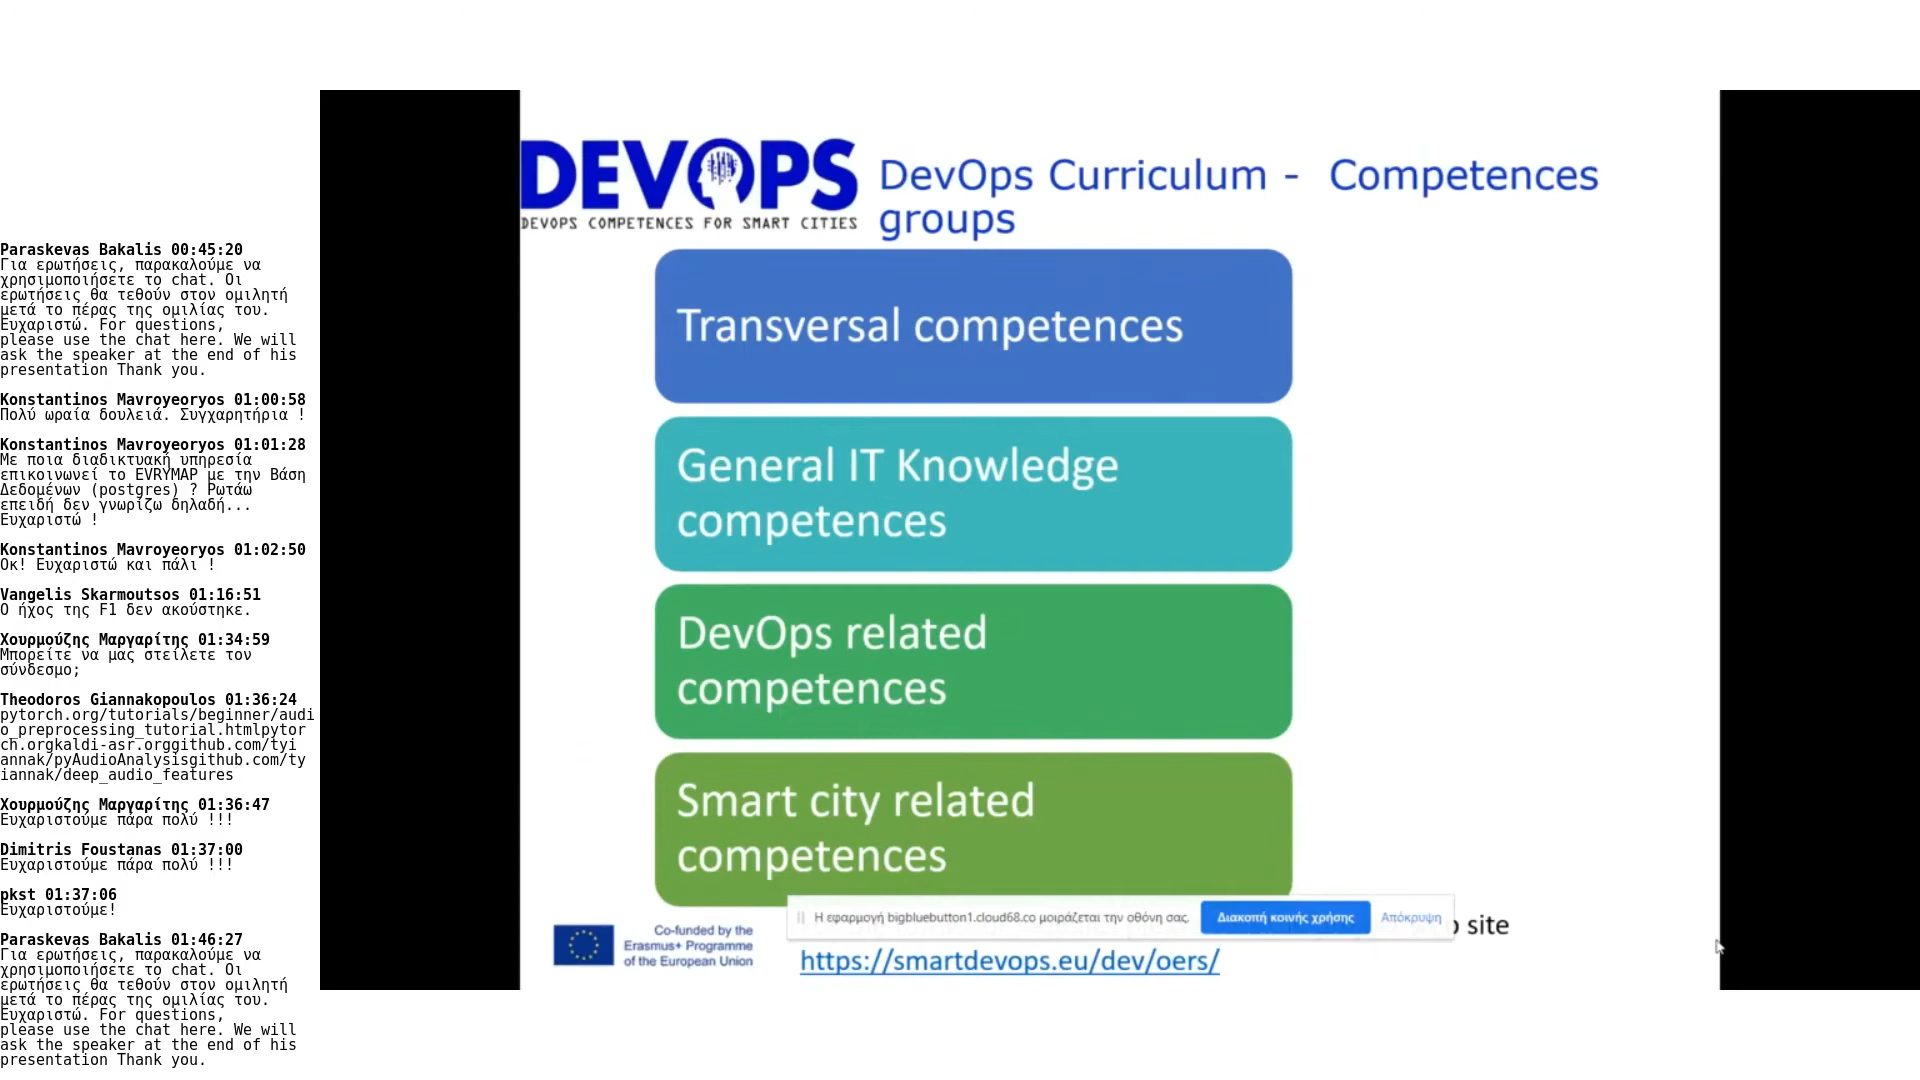 Paraskevas Bakalis 00:45:20
Για ερωτήσεις, παρακαλούμε να
χρησιμοποιήσετε το chat. Οι
ερωτήσεις θα τεθούν στον ομιλητή
μετά το πέρας της ομιλίας του.
Ευχαριστώ. For questions,
please use the chat here. We will
ask the speaker at the end of his
presentation Thank you.
Konstantinos Mavroyeoryos 01:00:58
Πολύ ωραία δουλειά. Συγχαρητήρια !
Konstantinos Mavroyeoryos 01:01:28
Με ποια διαδικτυακή υπηρεσία
επικοινωνεί το EVRYMAP με την Βάση
Δεδομένων (postgres) ? Ρωτάω
επειδή δεν γνωρίζω δηλαδή...
Ευχαριστώ !
Konstantinos Mavroyeoryos 01:02:50
Οκ! Ευχαριστώ και πάλι !
Vangelis Skarmoutsos 01:16:51
Ο ήχος της F1 δεν ακούστηκε.
Χουρμούζης Μαργαρίτης 01:34:59
Μπορείτε να μας στείλετε τον
σύνδεσμο;
Theodoros Giannakopoulos 01:36:24
pytorch.org/tutorials/beginner/audi
o_preprocessing_tutorial.htmlpytor
ch.orgkaldi-asr.orggithub.com/tyi
annak/pyAudioAnalysisgithub.com/ty
iannak/deep_audio_features
Χουρμούζης Μαργαρίτης 01:36:47
Ευχαριστούμε πάρα πολύ !!!
Dimitris Foustanas 01:37:00
Ευχαριστούμε πάρα πολύ !!!
pkst 01:37:06
Ευχαριστούμε!
Paraskevas Bakalis 01:46:27
Για ερωτήσεις, παρακαλούμε να
χρησιμοποιήσετε το chat. Οι
ερωτήσεις θα τεθούν στον ομιλητή
μετά το πέρας της ομιλίας του.
Ευχαριστώ. For questions,
please use the chat here. We will
ask the speaker at the end of his
presentation Thank you.
DEVOPS
DEVOPS COMPETENCES FOR SMART CITIES
DevOps Curriculum - Competences
groups
Transversal competences
General IT Knowledge
competences
DevOps related
competences
Smart city related
competences
Co-funded by the
Erasmus+ Programme
of the European Union
Η εφαρμογή bigbluebutton1.cloud68.co μοιράζεται την οθόνη σας.
Διακοπή κοινής χρήσης
Απόκρυψη
site
https://smartdevops.eu/dev/oers/